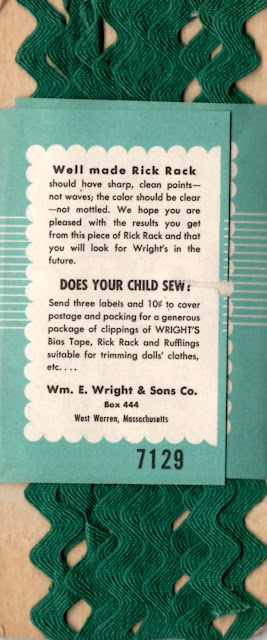 Well made Rick Rack
should have sharp, clean points—
not waves; the color should be clear
—not mottled. We hope you are
pleased with the results you get
from this piece of Rick Rack and that
you will look for Wright's in the
future.
DOES YOUR CHILD SEW?
Send three labels and 10¢ to cover
postage and packing for a generous
package of clippings of WRIGHT'S
Bias Tape, Rick Rack and Rufflings
suitable for trimming dolls' clothes,
etc. . . .
Wm. E. Wright & Sons Co.
Box 444
West Warren, Massachusetts
7129